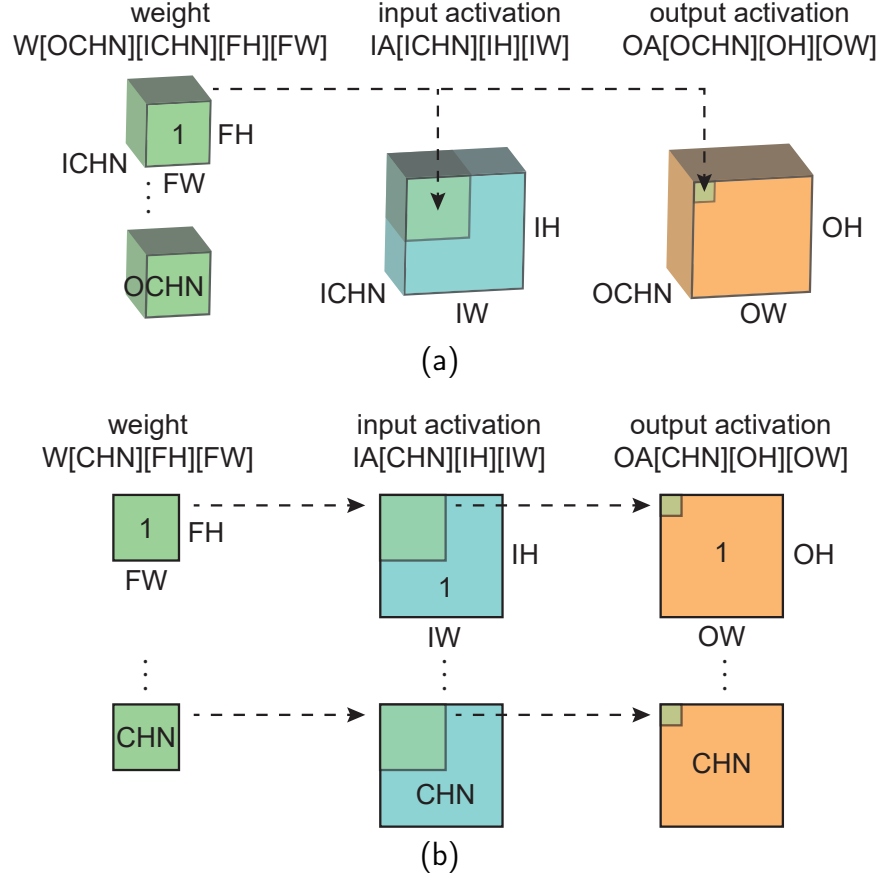 weight
W[OCHN][ICHN][FH][FW]
input activation
IA[ICHN][IH][IW]
output activation
OA[OCHN][OH][OW]
1
FH
ICHN
FW
OCHN
IH
ICHN
IW
OH
OCHN
OW
(a)
weight
W[CHN][FH][FW]
input activation
IA[CHN][IH][IW]
output activation
OA[CHN][OH][OW]
1
FH
FW
1
IH
IW
1
OH
OW
CHN
CHN
CHN
(b)